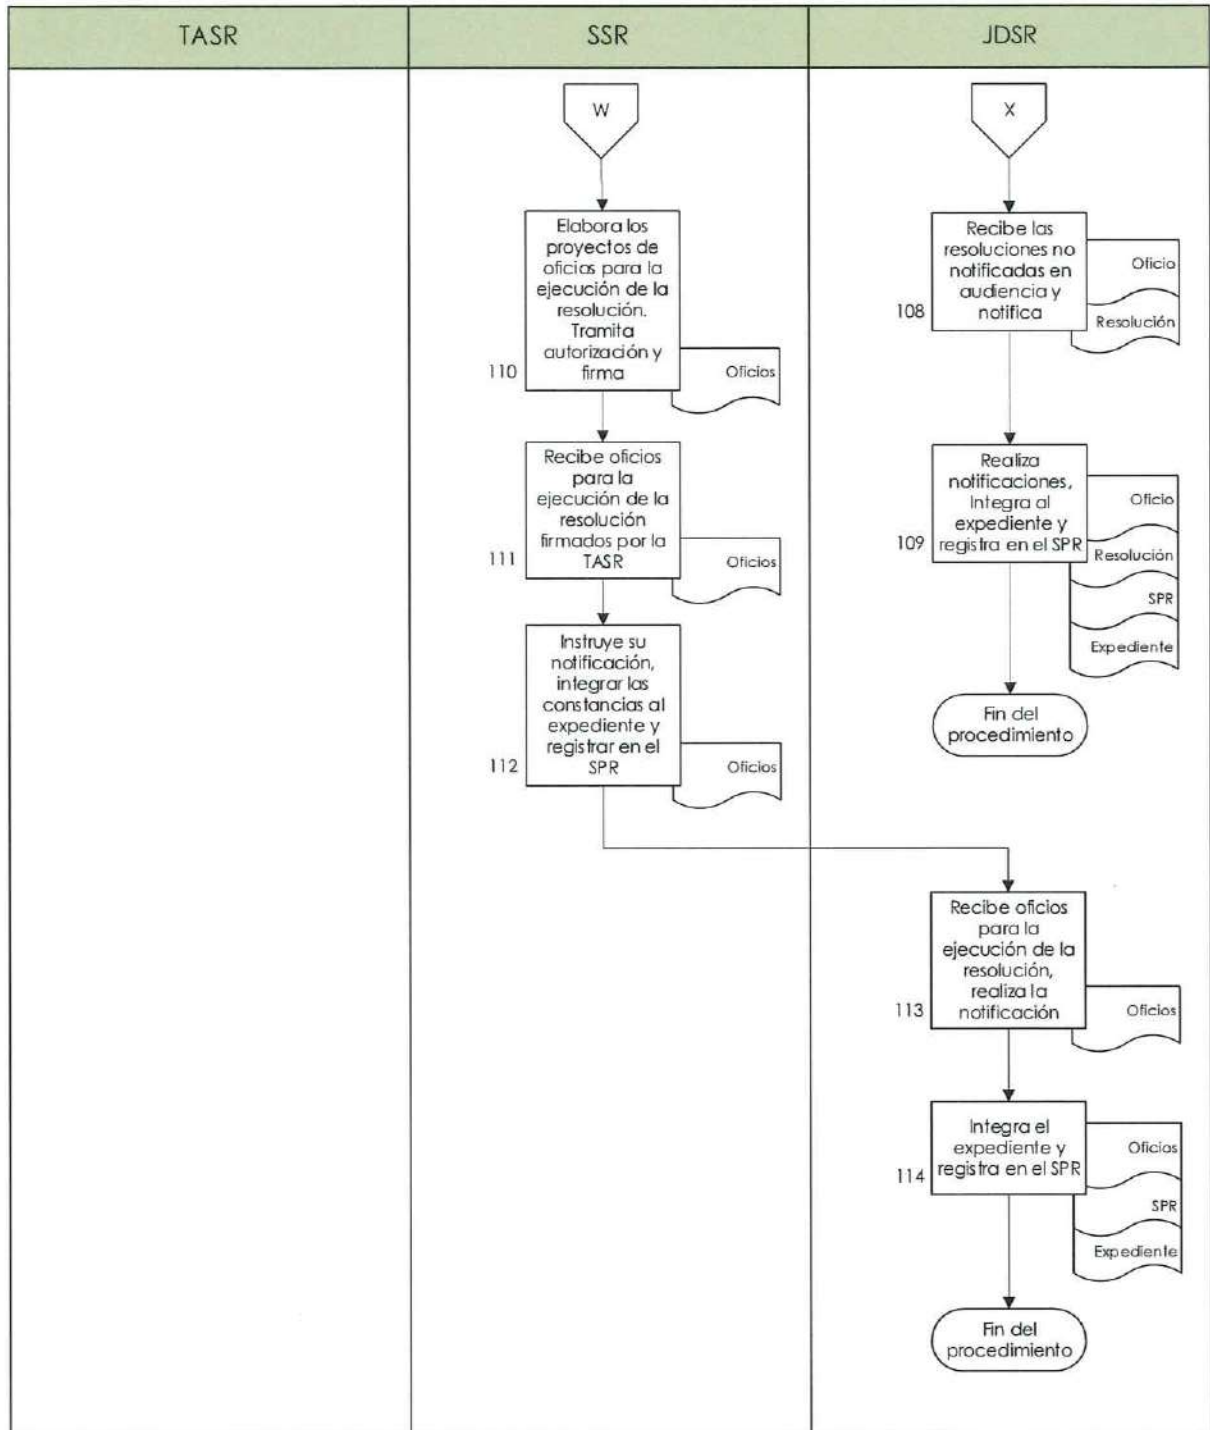 TASR
SSR
JDSR
W
Elabora los
proyectos de
oficios para la
ejecución de la
resolución.
Tramita
autorización y
firma
110
Oficios
Recibe oficios
para la
ejecución de la
resolución
firmados por la
TASR
111
Oficios
Instruye su
notificación,
integrar las
constancias al
expediente y
registrar en el
SPR
112
Oficios
X
Recibe las
resoluciones no
notificadas en
audiencia y
notifica
108
Oficio
Resolución
Realiza
notificaciones,
Integra al
expediente y
registra en el SPR
109
Oficio
Resolución
SPR
Expediente
Fin del
procedimiento
Recibe oficios
para la
ejecución de la
resolución,
realiza la
notificación
113
Oficios
Integra el
expediente y
registra en el SPR
114
Oficios
SPR
Expediente
Fin del
procedimiento